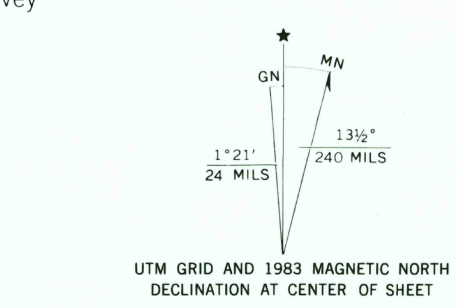 vey
★
MN
GN
13½°
240 MILS
1°21'
24 MILS
UTM GRID AND 1983 MAGNETIC NORTH
DECLINATION AT CENTER OF SHEET